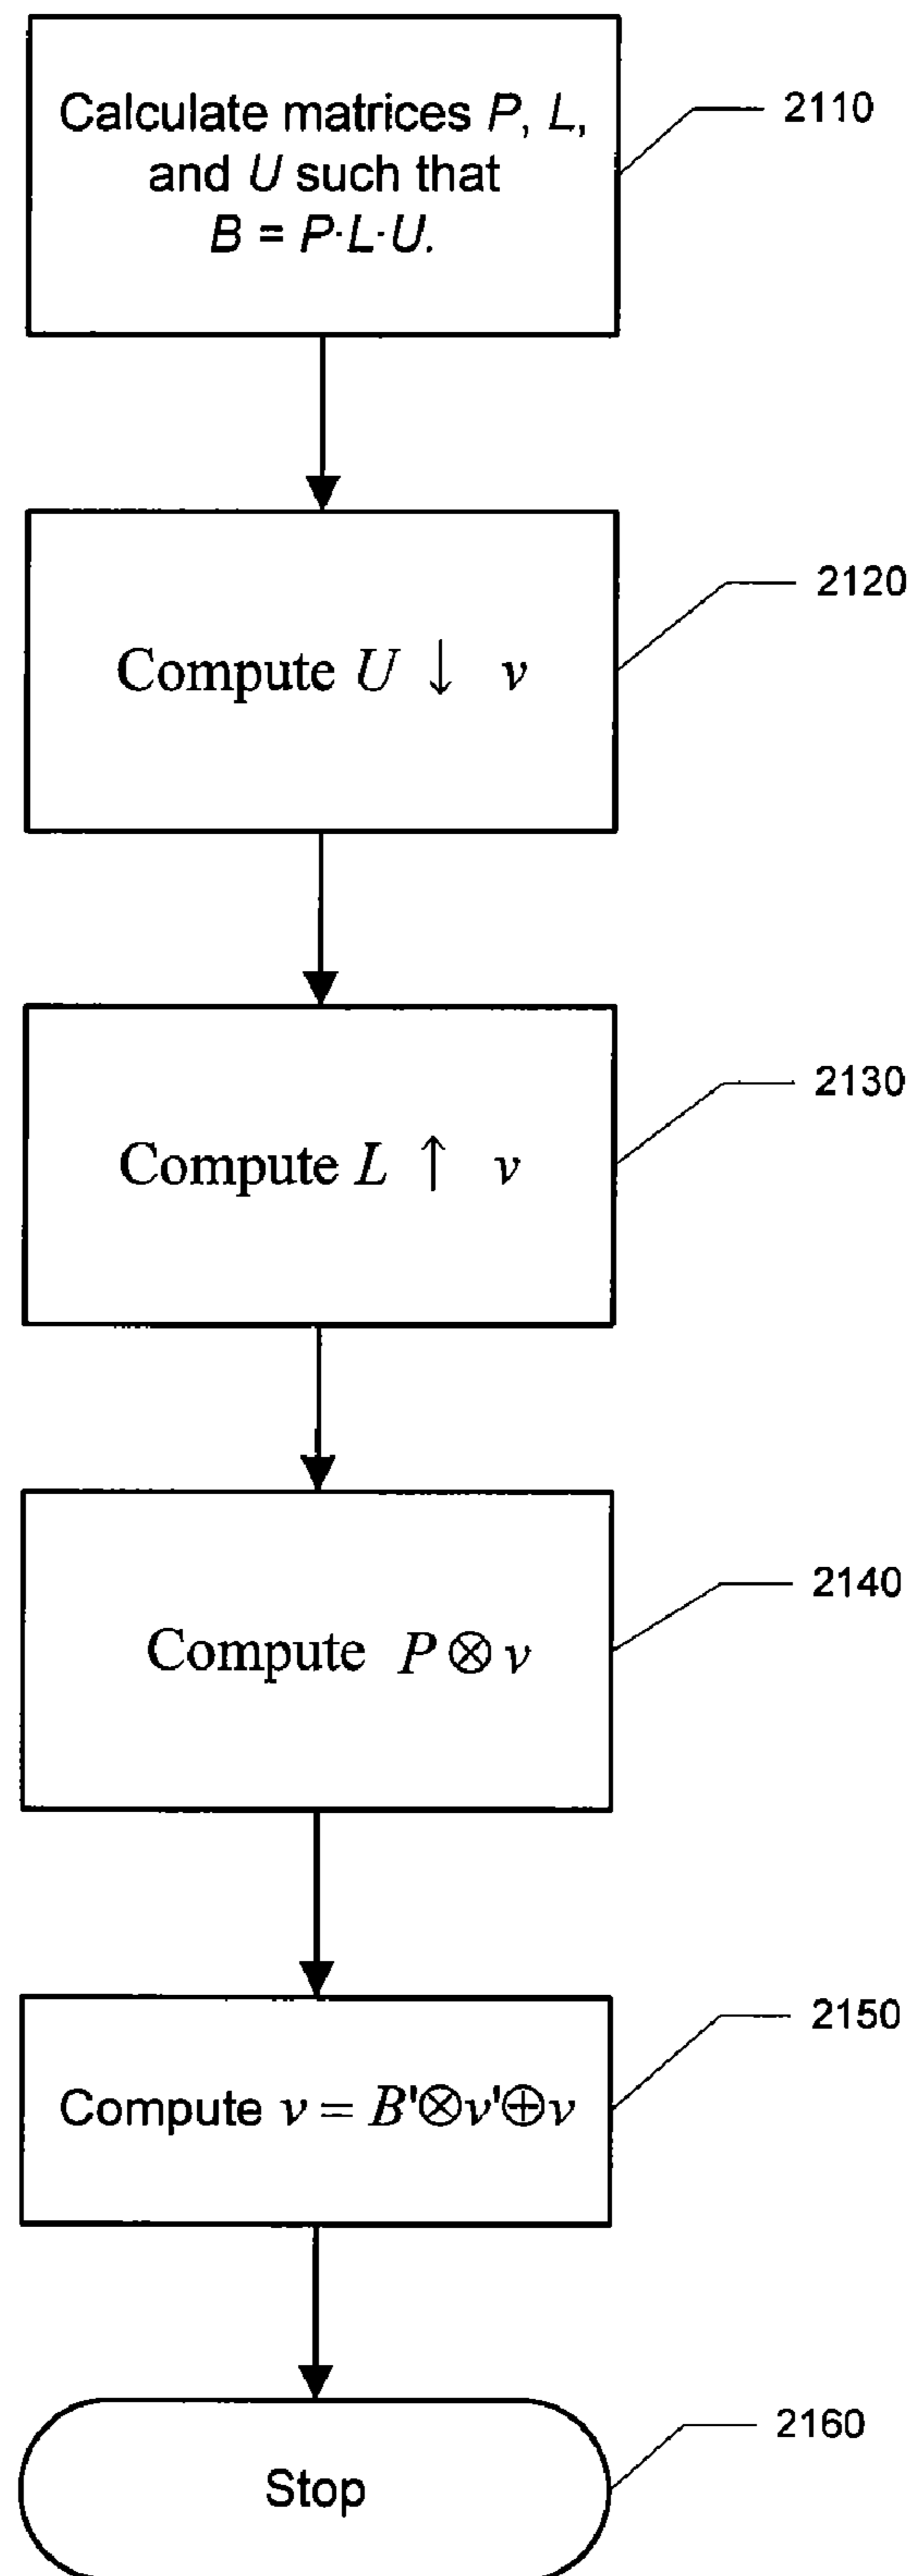 Calculate matrices P, L,
and U such that
B = P·L·U.
2110
Compute U ↓ v
2120
Compute L ↑ v
2130
Compute P ⊗ v
2140
Compute v = B'⊗v'⊕v
2150
Stop
2160